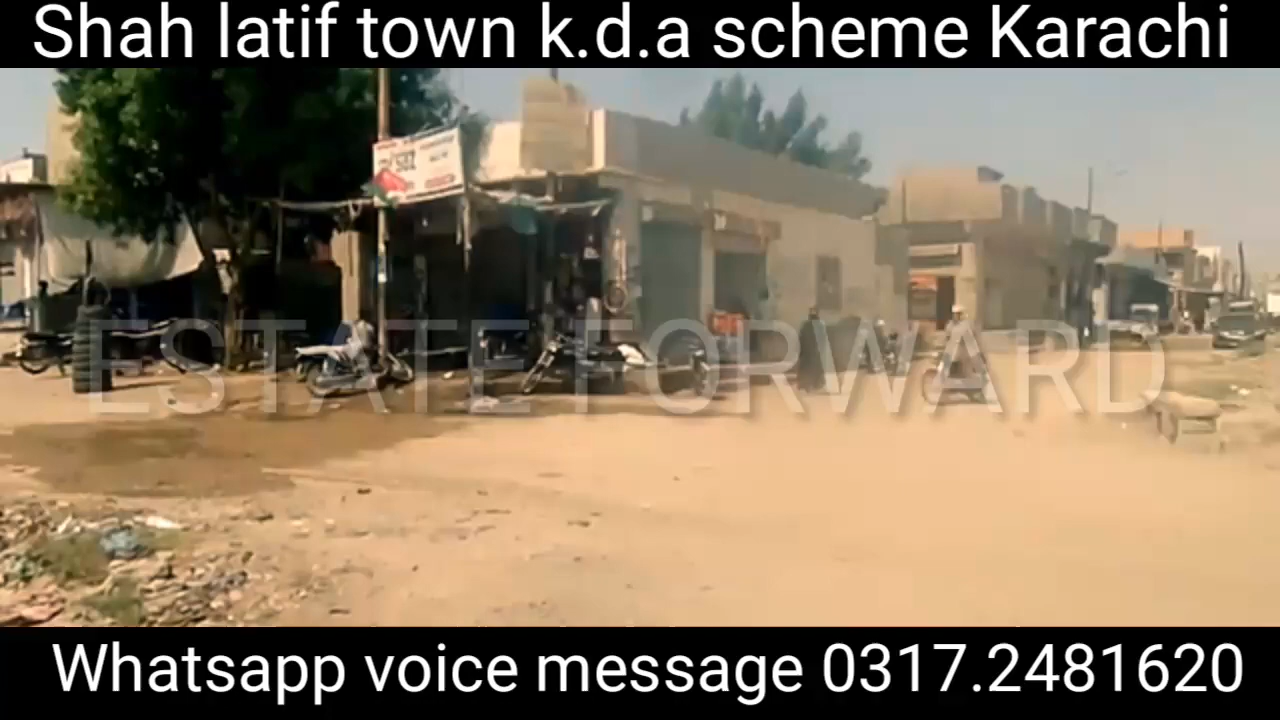 Shah latif town k.d.a scheme Karachi
ESTATE FORWARD
Whatsapp voice message 0317.2481620